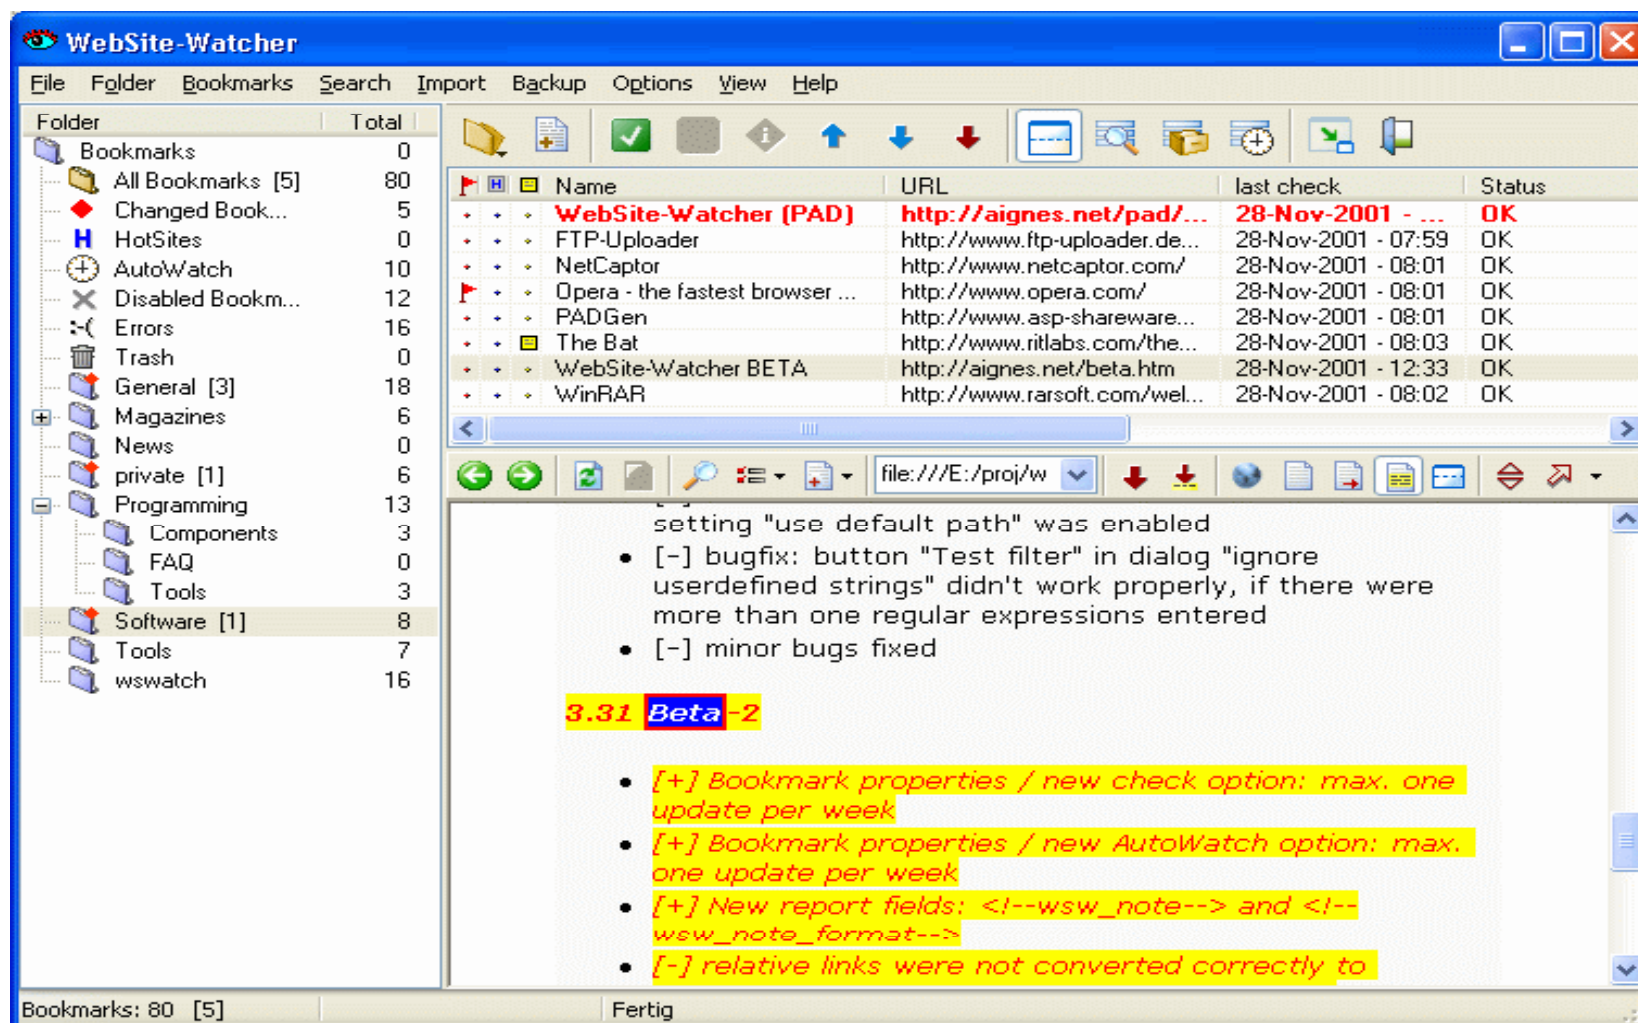 WebSite-Watcher
File Folder Bookmarks Search Import Backup Options View Help
Folder Total
Bookmarks 0
All Bookmarks [5] 80
Changed Book... 5
H HotSites 0
AutoWatch 10
Disabled Bookm... 12
:-( Errors 16
Trash 0
General [3] 18
Magazines 6
News 0
private [1] 6
Programming 13
Components 3
FAQ 0
Tools 3
Software [1] 8
Tools 7
wswatch 16
H Name URL last check Status
WebSite-Watcher (PAD) http://aignes.net/pad/... 28-Nov-2001 - ... OK
FTP-Uploader http://www.ftp-uploader.de... 28-Nov-2001 - 07:59 OK
NetCaptor http://www.netcaptor.com/ 28-Nov-2001 - 08:01 OK
Opera - the fastest browser ... http://www.opera.com/ 28-Nov-2001 - 08:01 OK
PADGen http://www.asp-shareware... 28-Nov-2001 - 08:01 OK
The Bat http://www.ritlabs.com/the... 28-Nov-2001 - 08:03 OK
WebSite-Watcher BETA http://aignes.net/beta.htm 28-Nov-2001 - 12:33 OK
WinRAR http://www.rarsoft.com/wel... 28-Nov-2001 - 08:02 OK
file:///E:/proj/w
setting "use default path" was enabled
• [-] bugfix: button "Test filter" in dialog "ignore
userdefined strings" didn't work properly, if there were
more than one regular expressions entered
• [-] minor bugs fixed
3.31 Beta-2
• [+] Bookmark properties / new check option: max. one
update per week
• [+] Bookmark properties / new AutoWatch option: max.
one update per week
• [+] New report fields: <!--wsw_note--> and <!--
wsw_note_format-->
• [-] relative links were not converted correctly to
Bookmarks: 80 [5]
Fertig